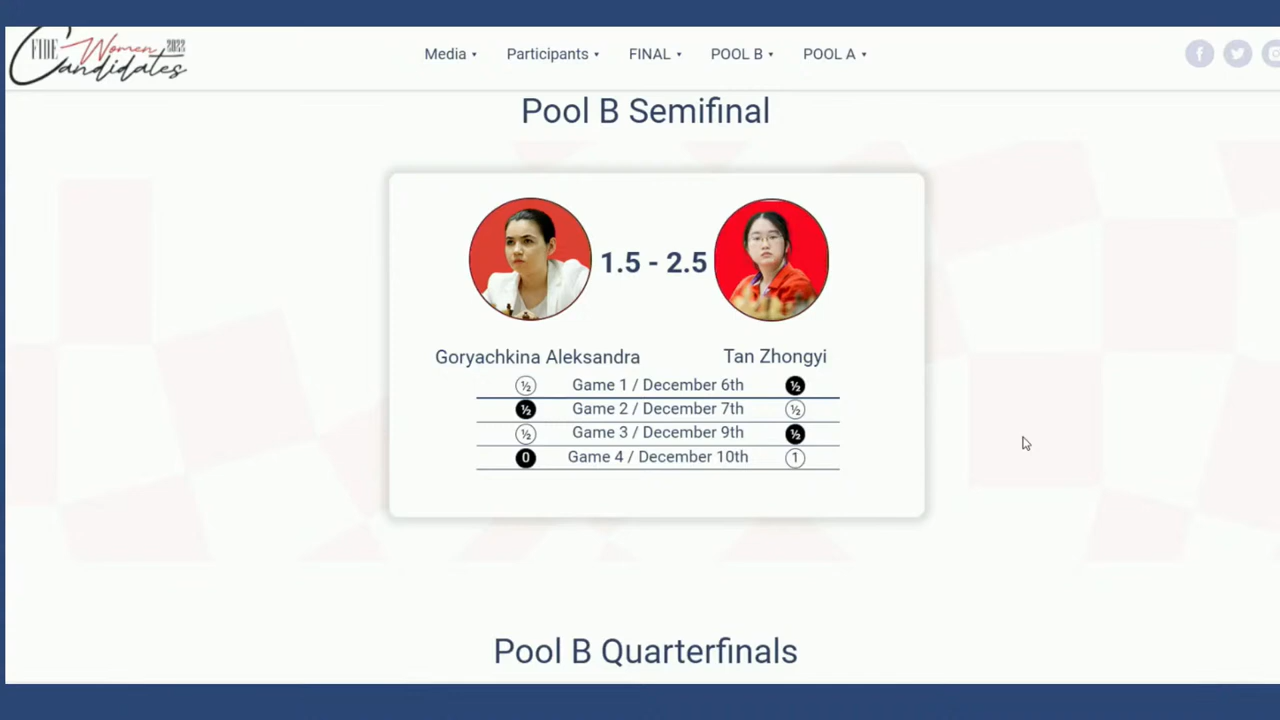 FIDE Women 2022
Candidates
Media Participants FINAL POOL B POOL A
Pool B Semifinal
1.5 - 2.5
Goryachkina Aleksandra Tan Zhongyi
½ Game 1 / December 6th ½
½ Game 2 / December 7th ½
½ Game 3 / December 9th ½
0 Game 4 / December 10th 1
Pool B Quarterfinals